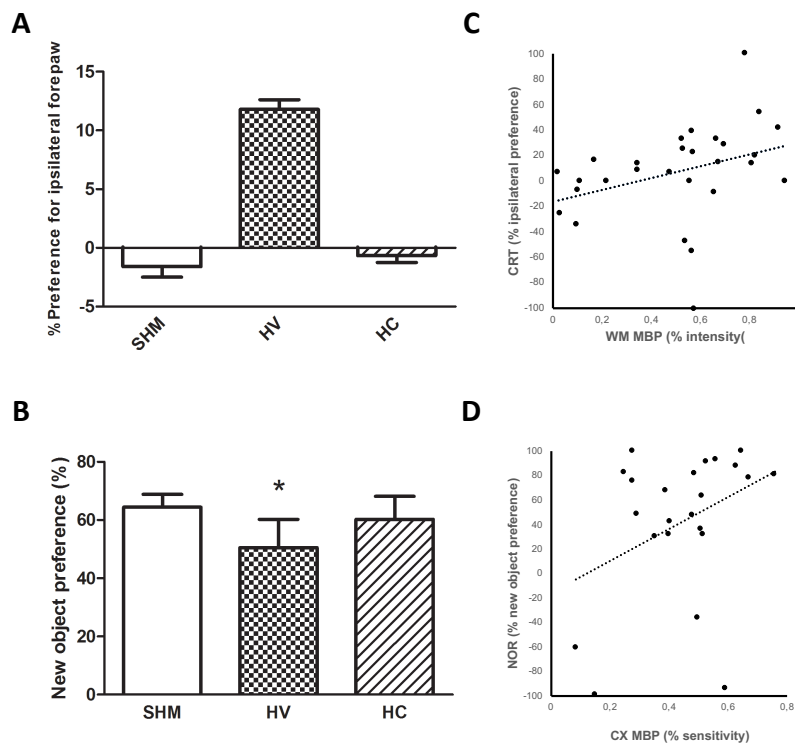 A
% Preference for ipsilateral forepaw
15
10
5
0
-5
SHM
HV
HC
B
New object preference (%)
80
60
40
20
0
*
SHM
HV
HC
C
CRT (% ipsilateral preference)
100
80
60
40
20
0
-20
-40
-60
-80
-100
0
0,2
0,4
0,6
0,8
WM MBP (% intensity(
D
NOR (% new object preference)
100
80
60
40
20
0
-20
-40
-60
-80
-100
0
0,2
0,4
0,6
0,8
CX MBP (% sensitivity)